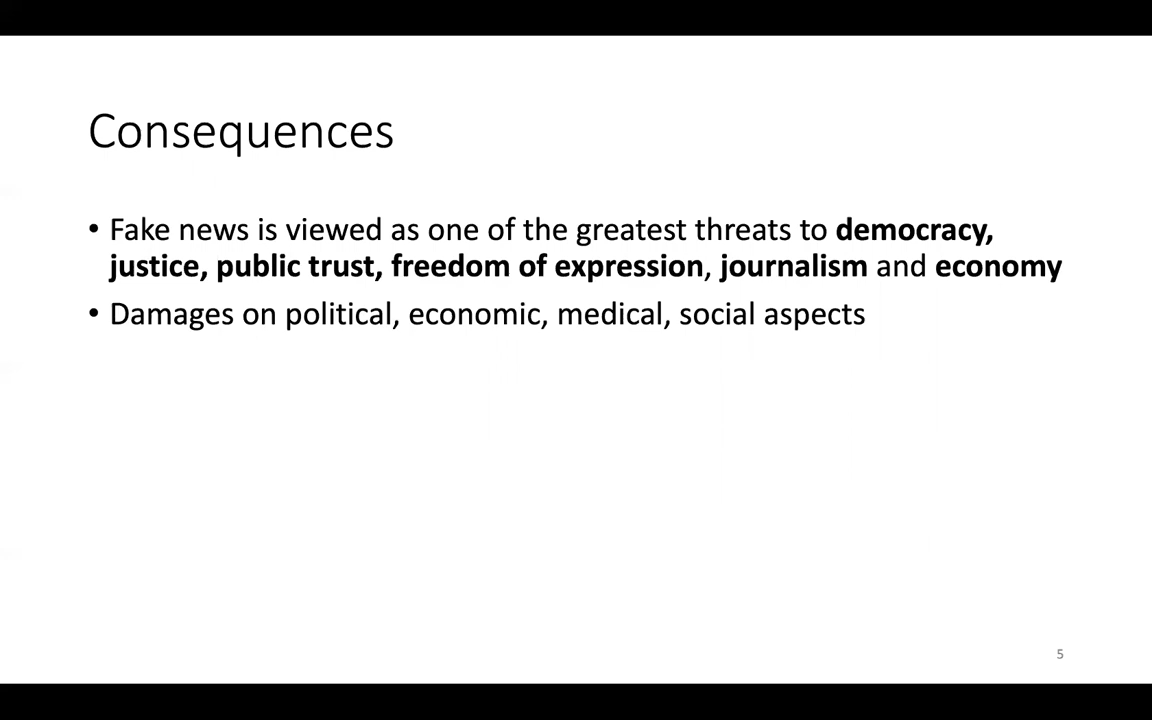 Consequences
• Fake news is viewed as one of the greatest threats to democracy,
justice, public trust, freedom of expression, journalism and economy
• Damages on political, economic, medical, social aspects
5